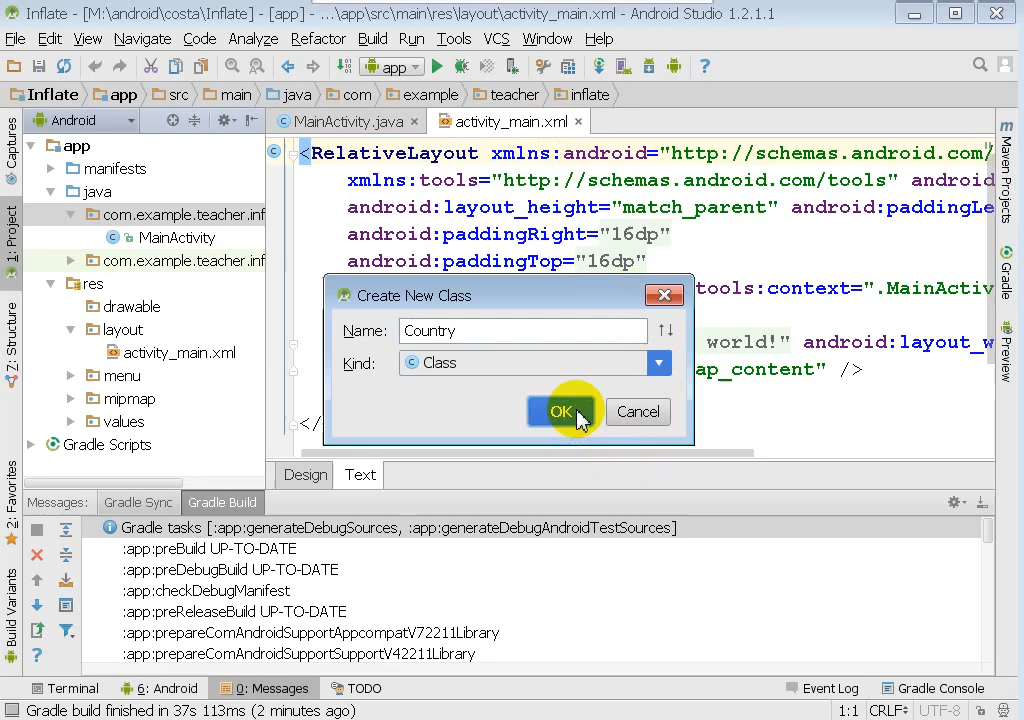 Inflate - [M:\android\costa\Inflate] - [app] - ...\app\src\main\res\layout\activity_main.xml - Android Studio 1.2.1.1
File Edit View Navigate Code Analyze Refactor Build Run Tools VCS Window Help
app
Inflate app src main java com example teacher inflate
Android
MainActivity.java
activity_main.xml
app
manifests
java
com.example.teacher.inf
MainActivity
com.example.teacher.inf
res
drawable
layout
activity_main.xml
menu
mipmap
values
Gradle Scripts
<RelativeLayout xmlns:android="http://schemas.android.com/
xmlns:tools="http://schemas.android.com/tools" android
android:layout_height="match_parent" android:paddingLe
android:paddingRight="16dp"
android:paddingTop="16dp"
tools:context=".MainActiv
world!" android:layout_w
ap_content" />
</
Create New Class
Name: Country
Kind: Class
OK Cancel
Design Text
Captures
1: Project
Z: Structure
2: Favorites
Build Variants
Maven Projects
Gradle
Preview
Messages: Gradle Sync Gradle Build
Gradle tasks [:app:generateDebugSources, :app:generateDebugAndroidTestSources]
:app:preBuild UP-TO-DATE
:app:preDebugBuild UP-TO-DATE
:app:checkDebugManifest
:app:preReleaseBuild UP-TO-DATE
:app:prepareComAndroidSupportAppcompatV72211Library
:app:prepareComAndroidSupportSupportV42211Library
Terminal 6: Android 0: Messages TODO Event Log Gradle Console
Gradle build finished in 37s 113ms (2 minutes ago) 1:1 CRLF UTF-8